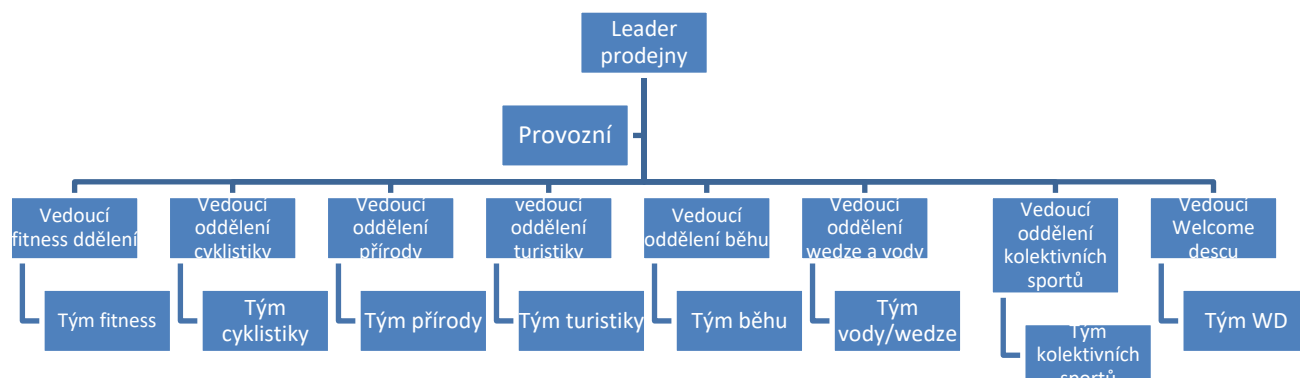 Leader
prodejny
Provozní
Vedoucí
fitness ddělení
Vedoucí
oddělení
cyklistiky
Vedoucí
oddělení
přírody
vedoucí
oddělení
turistiky
Vedoucí
oddělení běhu
Vedoucí
oddělení
wedze a vody
Vedoucí
oddělení
kolektivních
sportů
Vedoucí
Welcome
descu
Tým fitness
Tým
cyklistiky
Tým přírody
Tým turistiky
Tým běhu
Tým
vody/wedze
Tým
kolektivních
sportů
Tým WD